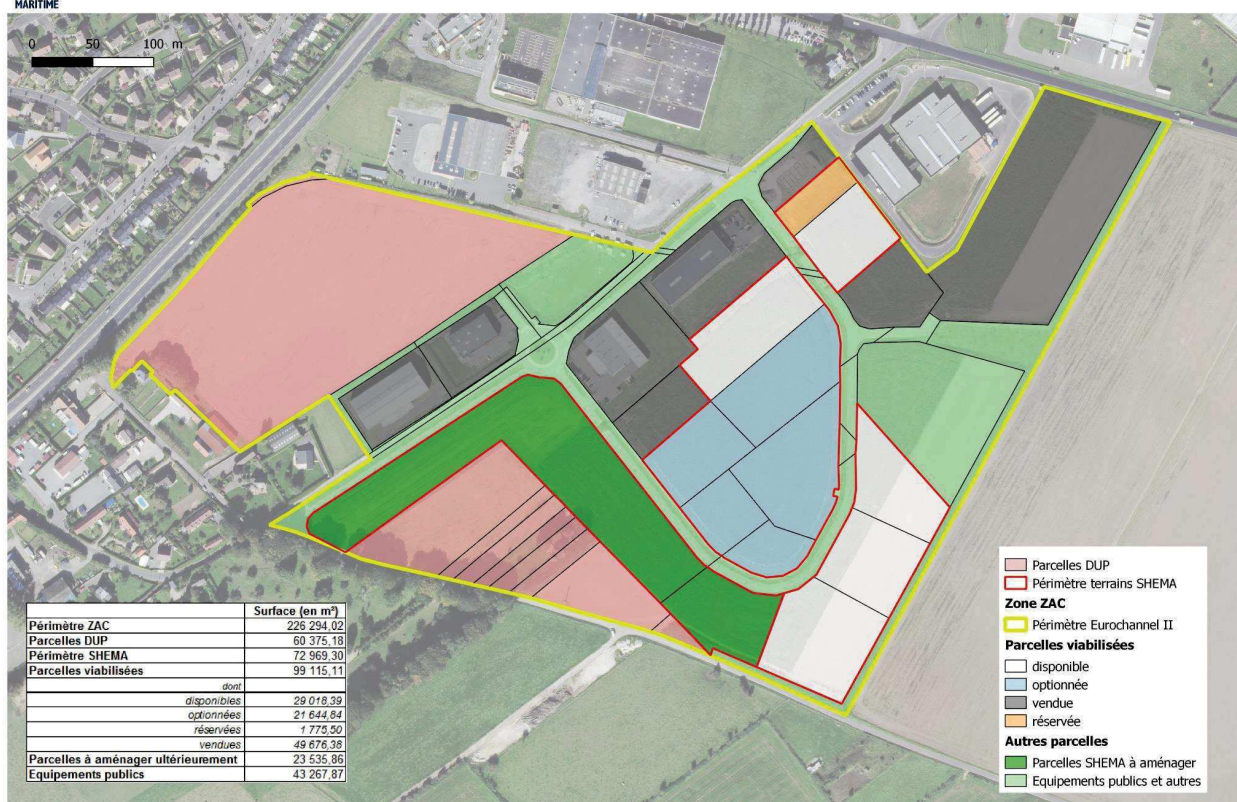 MARITIME
0 50 100 m
Surface (en m²)
Périmètre ZAC 226 294,02
Parcelles DUP 60 375,18
Périmètre SHEMA 72 969,30
Parcelles viabilisées 99 115,11
dont
disponibles 29 018,39
optionnées 21 644,84
réservées 1 775,50
vendues 49 676,38
Parcelles à aménager ultérieurement 23 535,86
Equipements publics 43 267,87
Parcelles DUP
Périmètre terrains SHEMA
Zone ZAC
Périmètre Eurochannel II
Parcelles viabilisées
disponible
optionnée
vendue
réservée
Autres parcelles
Parcelles SHEMA à aménager
Equipements publics et autres